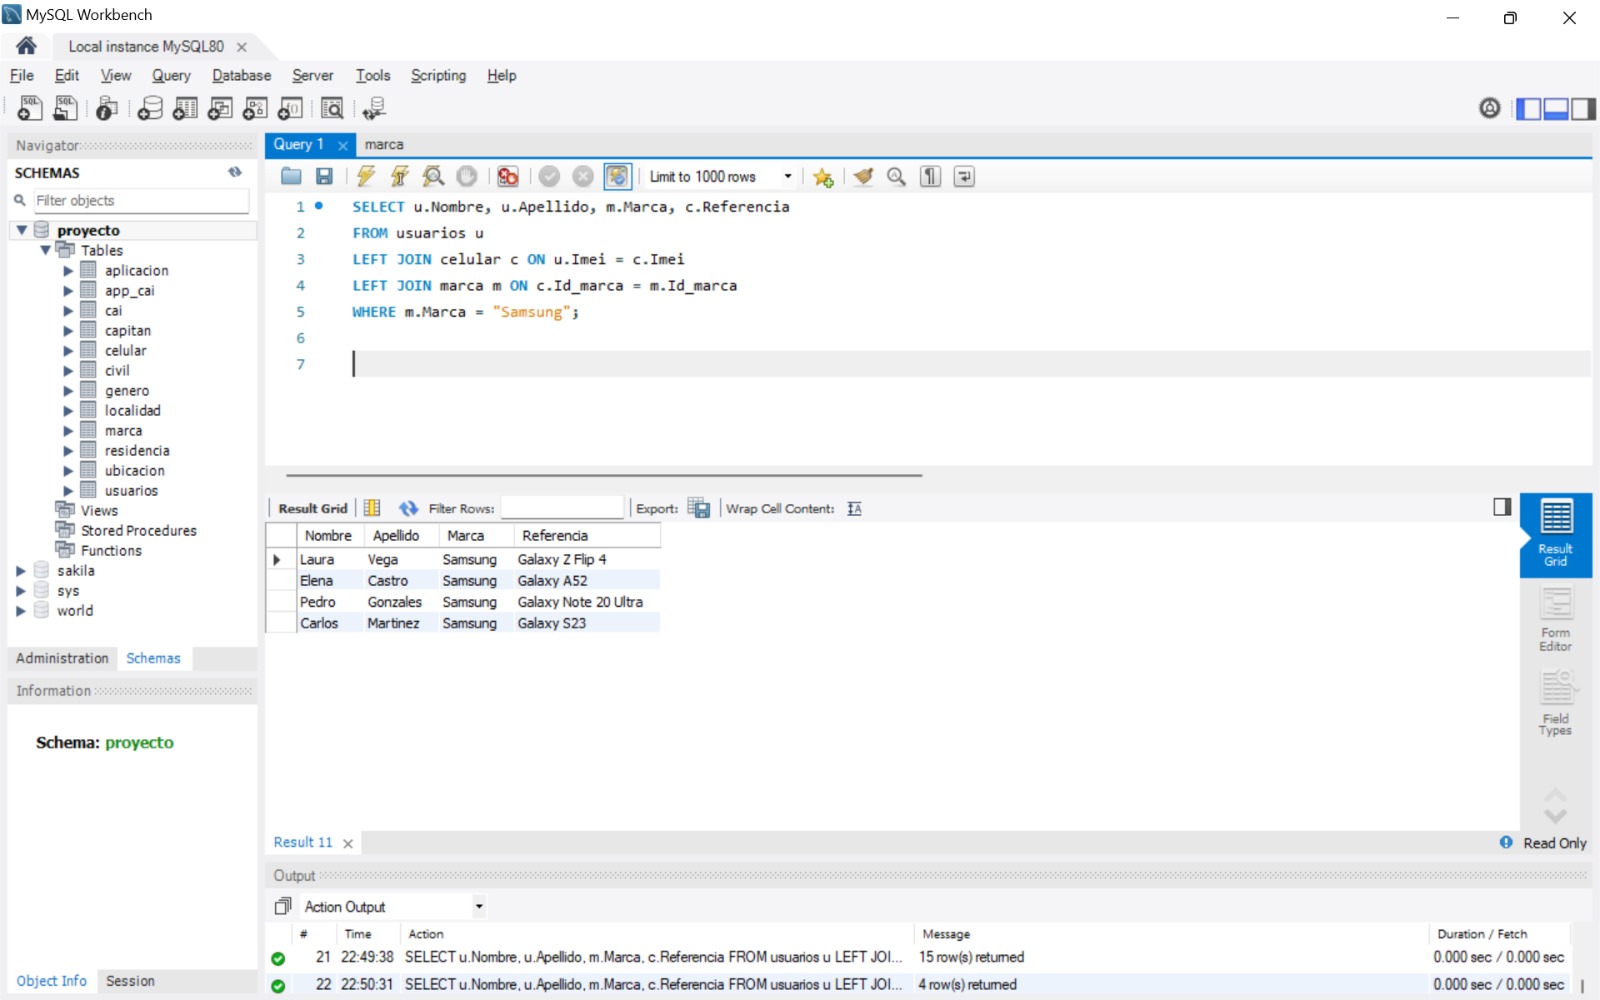 MySQL Workbench
Local instance MySQL80
File Edit View Query Database Server Tools Scripting Help
Navigator
SCHEMAS
Filter objects
proyecto
Tables
aplicacion
app_cai
cai
capitan
celular
civil
genero
localidad
marca
residencia
ubicacion
usuarios
Views
Stored Procedures
Functions
sakila
sys
world
Administration Schemas
Information
Schema: proyecto
Object Info Session
Query 1 marca
Limit to 1000 rows
1 SELECT u.Nombre, u.Apellido, m.Marca, c.Referencia
2 FROM usuarios u
3 LEFT JOIN celular c ON u.Imei = c.Imei
4 LEFT JOIN marca m ON c.Id_marca = m.Id_marca
5 WHERE m.Marca = "Samsung";
6
7
Result Grid Filter Rows: Export: Wrap Cell Content:
Nombre Apellido Marca Referencia
Laura Vega Samsung Galaxy Z Flip 4
Elena Castro Samsung Galaxy A52
Pedro Gonzales Samsung Galaxy Note 20 Ultra
Carlos Martinez Samsung Galaxy S23
Result
Grid
Form
Editor
Field
Types
Result 11
Read Only
Output
Action Output
# Time Action Message Duration / Fetch
21 22:49:38 SELECT u.Nombre, u.Apellido, m.Marca, c.Referencia FROM usuarios u LEFT JOI... 15 row(s) returned 0.000 sec / 0.000 sec
22 22:50:31 SELECT u.Nombre, u.Apellido, m.Marca, c.Referencia FROM usuarios u LEFT JOI... 4 row(s) returned 0.000 sec / 0.000 sec